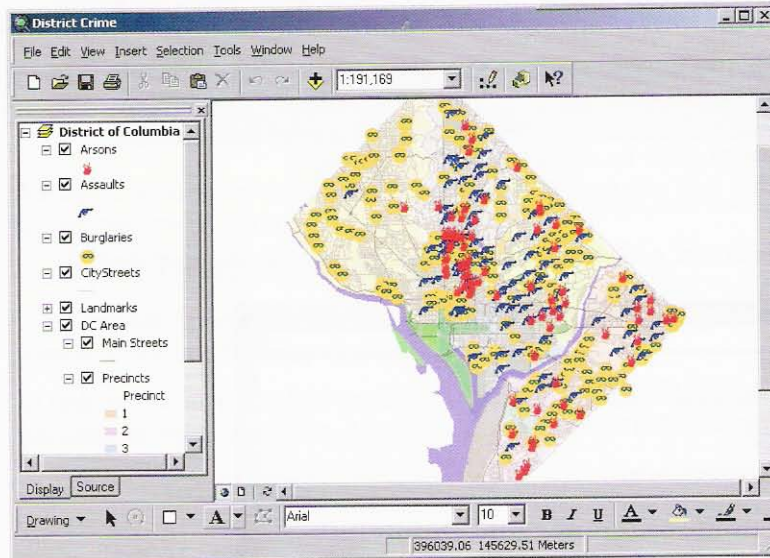 District Crime
File Edit View Insert Selection Tools Window Help
1:191,169
District of Columbia
Arsons
Assaults
Burglaries
CityStreets
Landmarks
DC Area
Main Streets
Precincts
Precinct
1
2
3
Display Source
Drawing A Arial 10 B I U A
396039.06 145629.51 Meters